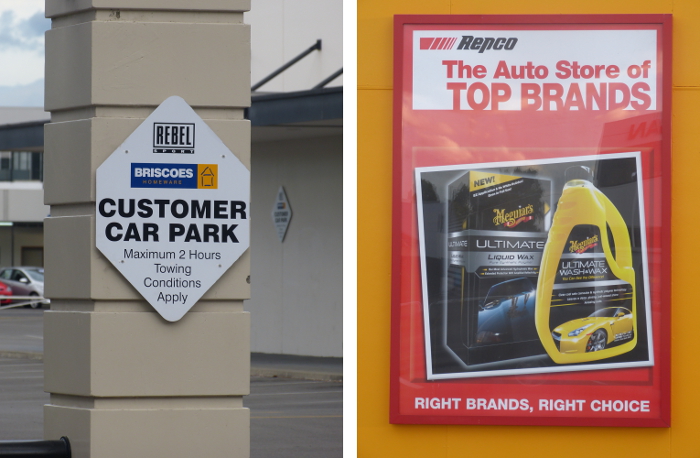 REBEL
SPORT
BRISCOES
HOMEWARE
CUSTOMER
CAR PARK
Maximum 2 Hours
Towing
Conditions
Apply
Repco
The Auto Store of
TOP BRANDS
NEW!
Meguiar's
ULTIMATE
LIQUID WAX
Meguiar's
ULTIMATE
WASH & WAX
RIGHT BRANDS, RIGHT CHOICE